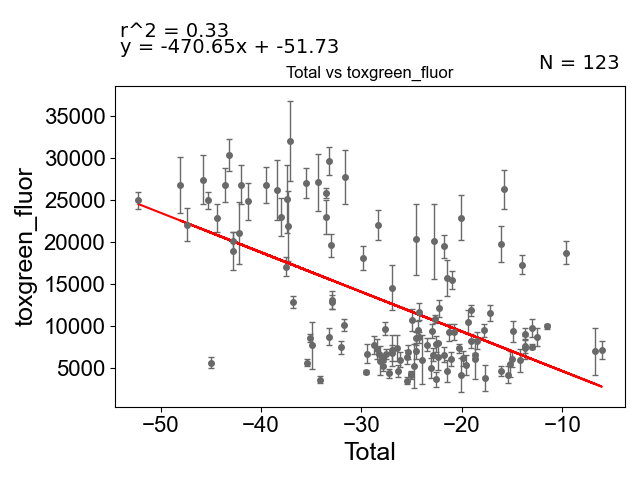 r^2 = 0.33
y = -470.65x + -51.73
N = 123
Total vs toxgreen_fluor
35000
30000
25000
20000
15000
10000
5000
toxgreen_fluor
−50 −40 −30 −20 −10
Total